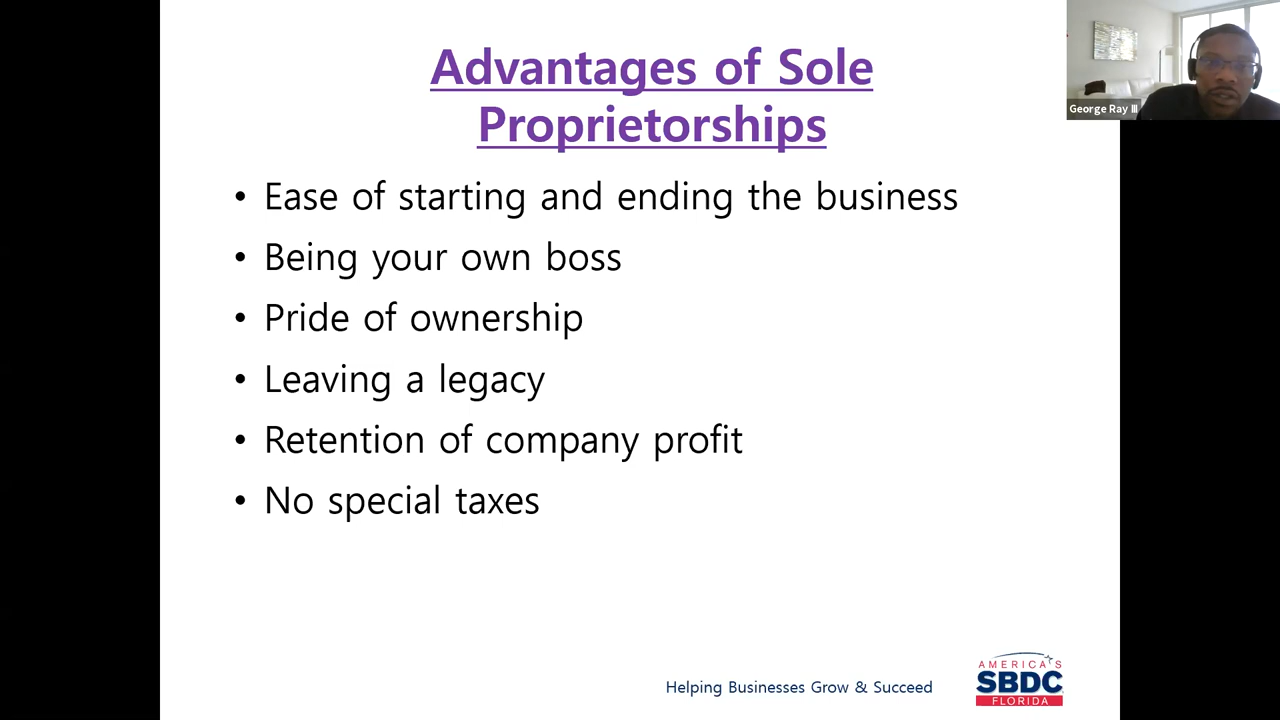 Advantages of Sole
Proprietorships
• Ease of starting and ending the business
• Being your own boss
• Pride of ownership
• Leaving a legacy
• Retention of company profit
• No special taxes
Helping Businesses Grow & Succeed
AMERICA'S
SBDC
FLORIDA
George Ray III